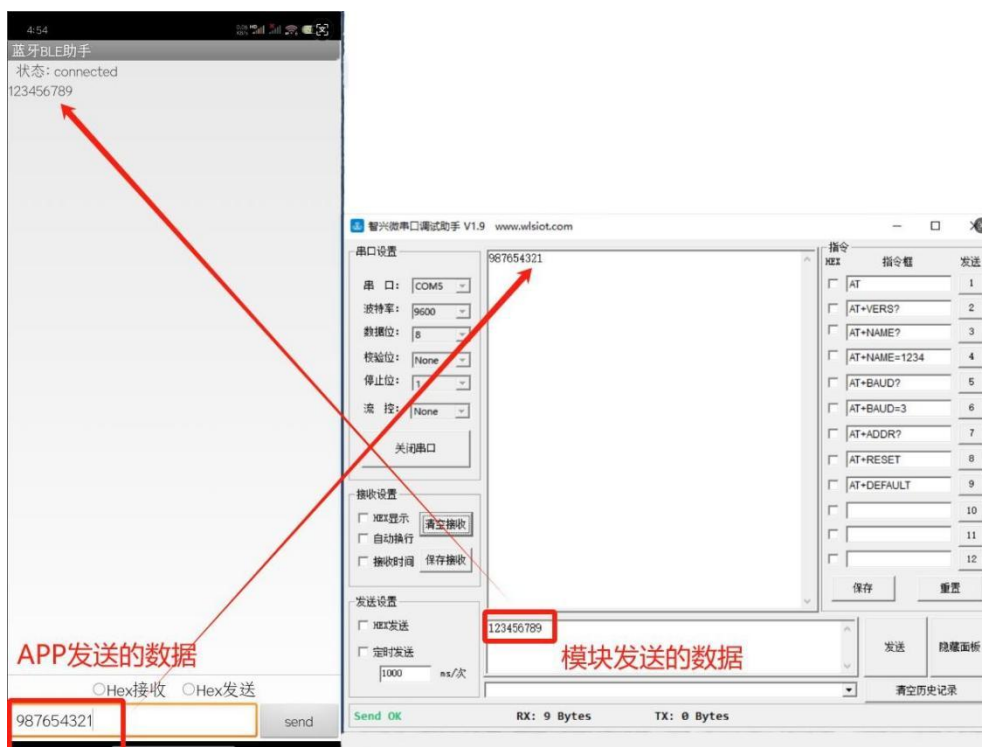 4:54
蓝牙BLE助手
状态: connected
123456789
APP发送的数据
Hex接收 Hex发送
987654321 send
智兴微串口调试助手 V1.9 www.wlsiot.com
串口设置
串 口: COM5
波特率: 9600
数据位: 8
校验位: None
停止位: 1
流 控: None
关闭串口
接收设置
HEX显示 清空接收
自动换行
接收时间 保存接收
发送设置
HEX发送
定时发送
1000 ms/次
987654321
123456789
模块发送的数据
指令
HEX 指令框 发送
AT 1
AT+VERS? 2
AT+NAME? 3
AT+NAME=1234 4
AT+BAUD? 5
AT+BAUD=3 6
AT+ADDR? 7
AT+RESET 8
AT+DEFAULT 9
10
11
12
保存 重置
发送 隐藏面板
清空历史记录
Send OK RX: 9 Bytes TX: 0 Bytes